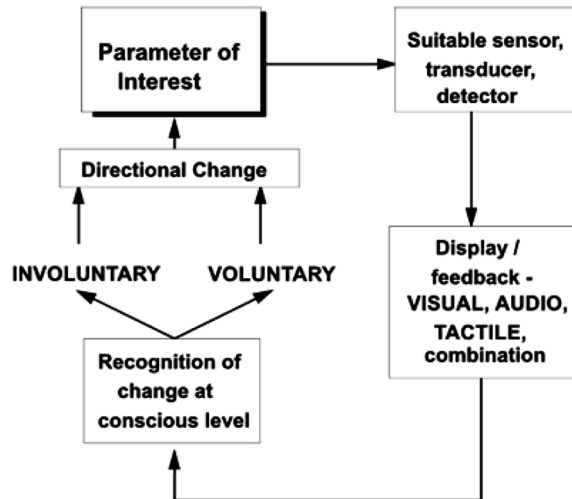 Parameter of
Interest
Suitable sensor,
transducer,
detector
Directional Change
INVOLUNTARY
VOLUNTARY
Display /
feedback -
VISUAL, AUDIO,
TACTILE,
combination
Recognition of
change at
conscious level